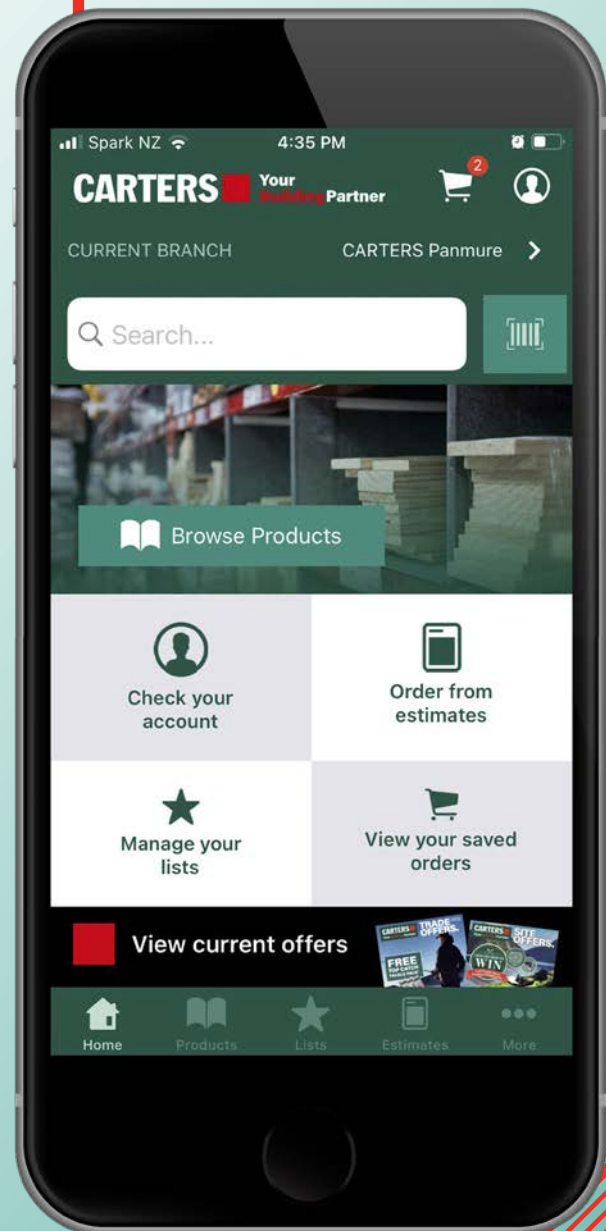 Spark NZ 4:35 PM
CARTERS Your Building Partner 2
CURRENT BRANCH CARTERS Panmure
Search...
Browse Products
Check your account
Order from estimates
Manage your lists
View your saved orders
View current offers
CARTERS TRADE OFFERS.
FREE
CARTERS SITE OFFERS.
WIN
Home Products Lists Estimates More